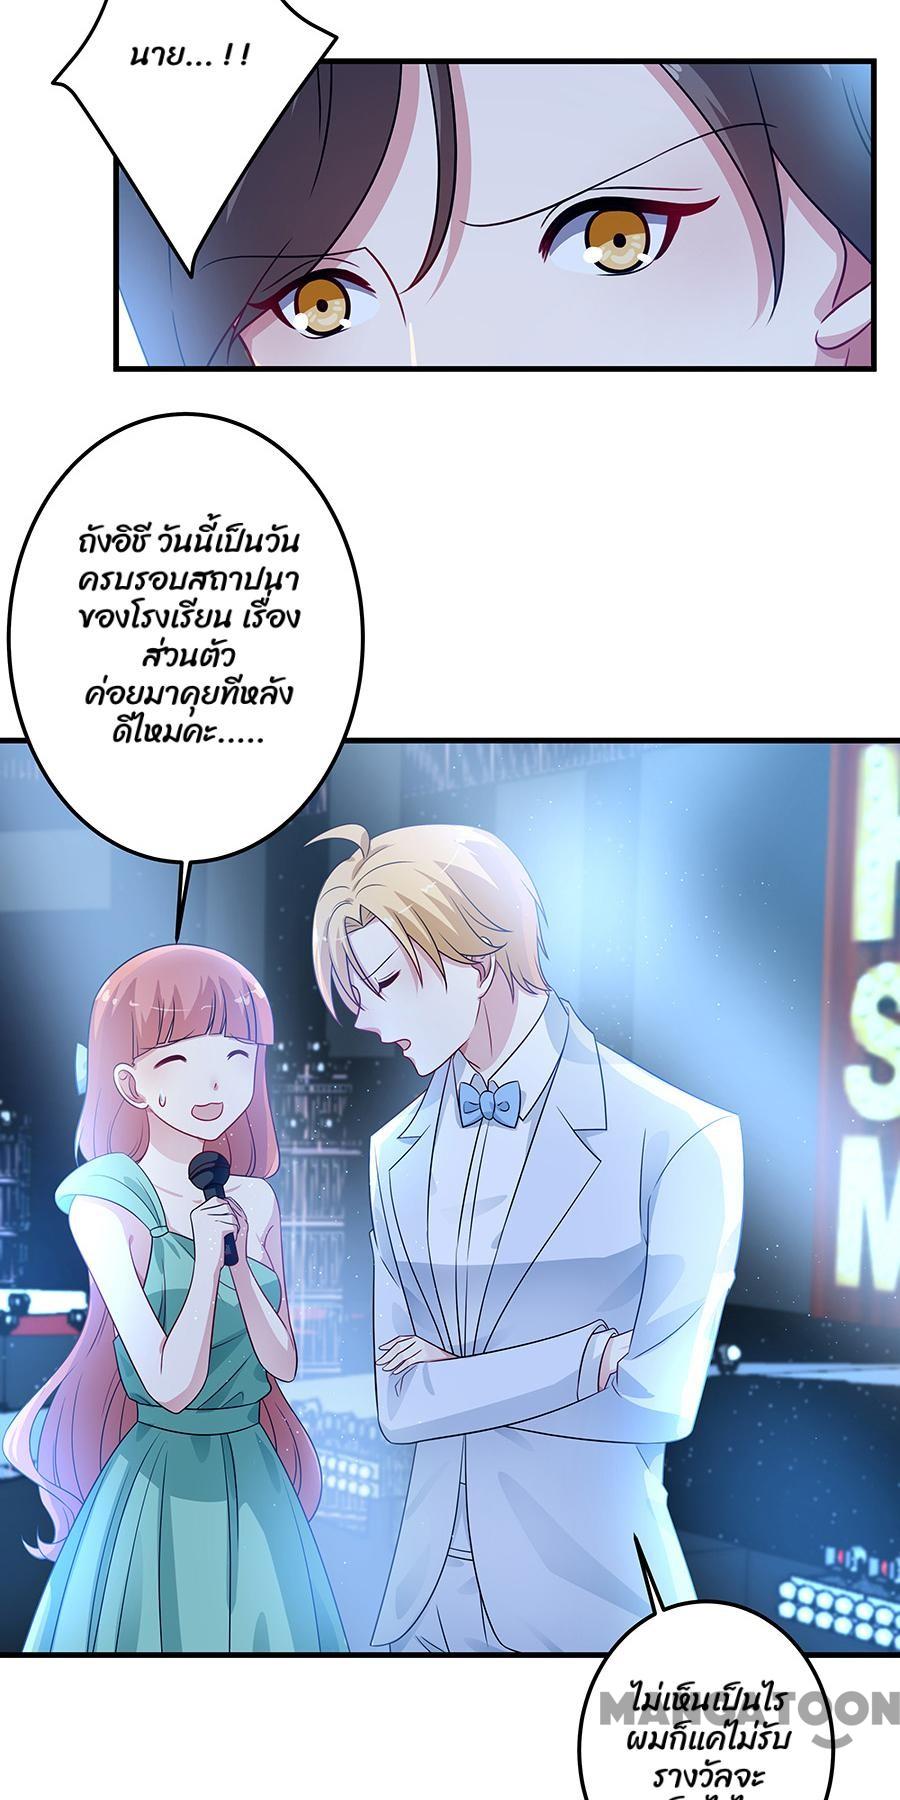 นาย... !!
ถังอิชี วันนี้เป็นวัน
ครบรอบสถาปนา
ของโรงเรียน เรื่อง
ส่วนตัว
ค่อยมาคุยทีหลัง
ดีไหมคะ.....
S
M
ไม่เห็นเป็นไร
MANGATOON
ผมก็แค่ไม่รับ
รางวัลจะ